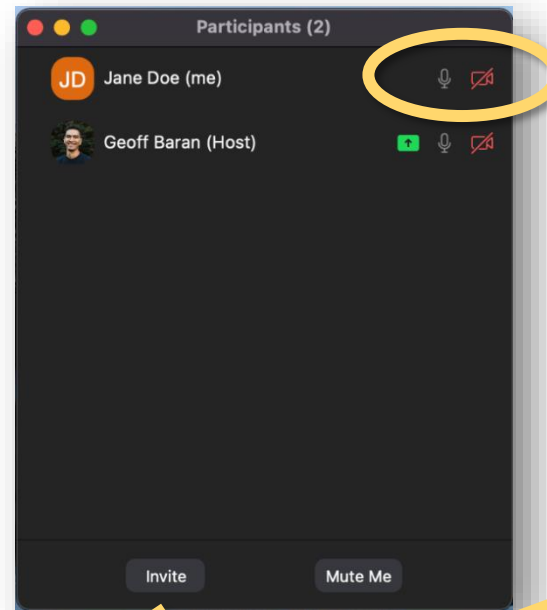 Participants (2)
JD Jane Doe (me)
Geoff Baran (Host)
Invite Mute Me